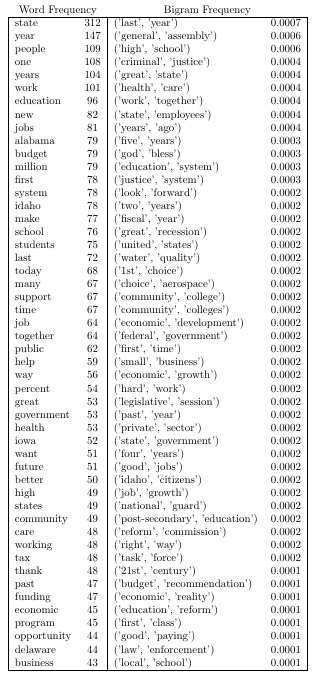 Word Frequency Bigram Frequency
state 312 ('last', 'year') 0.0007
year 147 ('general', 'assembly') 0.0006
people 109 ('high', 'school') 0.0006
one 108 ('criminal', 'justice') 0.0004
years 104 ('great', 'state') 0.0004
work 101 ('health', 'care') 0.0004
education 96 ('work', 'together') 0.0004
new 82 ('state', 'employees') 0.0004
jobs 81 ('years', 'ago') 0.0004
alabama 79 ('five', 'years') 0.0003
budget 79 ('god', 'bless') 0.0003
million 79 ('education', 'system') 0.0003
first 78 ('justice', 'system') 0.0003
system 78 ('look', 'forward') 0.0002
idaho 78 ('two', 'years') 0.0002
make 77 ('fiscal', 'year') 0.0002
school 76 ('great', 'recession') 0.0002
students 75 ('united', 'states') 0.0002
last 72 ('water', 'quality') 0.0002
today 68 ('1st', 'choice') 0.0002
many 67 ('choice', 'aerospace') 0.0002
support 67 ('community', 'college') 0.0002
time 67 ('community', 'colleges') 0.0002
job 64 ('economic', 'development') 0.0002
together 64 ('federal', 'government') 0.0002
public 62 ('first', 'time') 0.0002
help 59 ('small', 'business') 0.0002
way 56 ('economic', 'growth') 0.0002
percent 54 ('hard', 'work') 0.0002
great 53 ('legislative', 'session') 0.0002
government 53 ('past', 'year') 0.0002
health 53 ('private', 'sector') 0.0002
iowa 52 ('state', 'government') 0.0002
want 51 ('four', 'years') 0.0002
future 51 ('good', 'jobs') 0.0002
better 50 ('idaho', 'citizens') 0.0002
high 49 ('job', 'growth') 0.0002
states 49 ('national', 'guard') 0.0002
community 49 ('post-secondary', 'education') 0.0002
care 48 ('reform', 'commission') 0.0002
working 48 ('right', 'way') 0.0002
tax 48 ('task', 'force') 0.0002
thank 48 ('21st', 'century') 0.0001
past 47 ('budget', 'recommendation') 0.0001
funding 47 ('economic', 'reality') 0.0001
economic 45 ('education', 'reform') 0.0001
program 45 ('first', 'class') 0.0001
opportunity 44 ('good', 'paying') 0.0001
delaware 44 ('law', 'enforcement') 0.0001
business 43 ('local', 'school') 0.0001